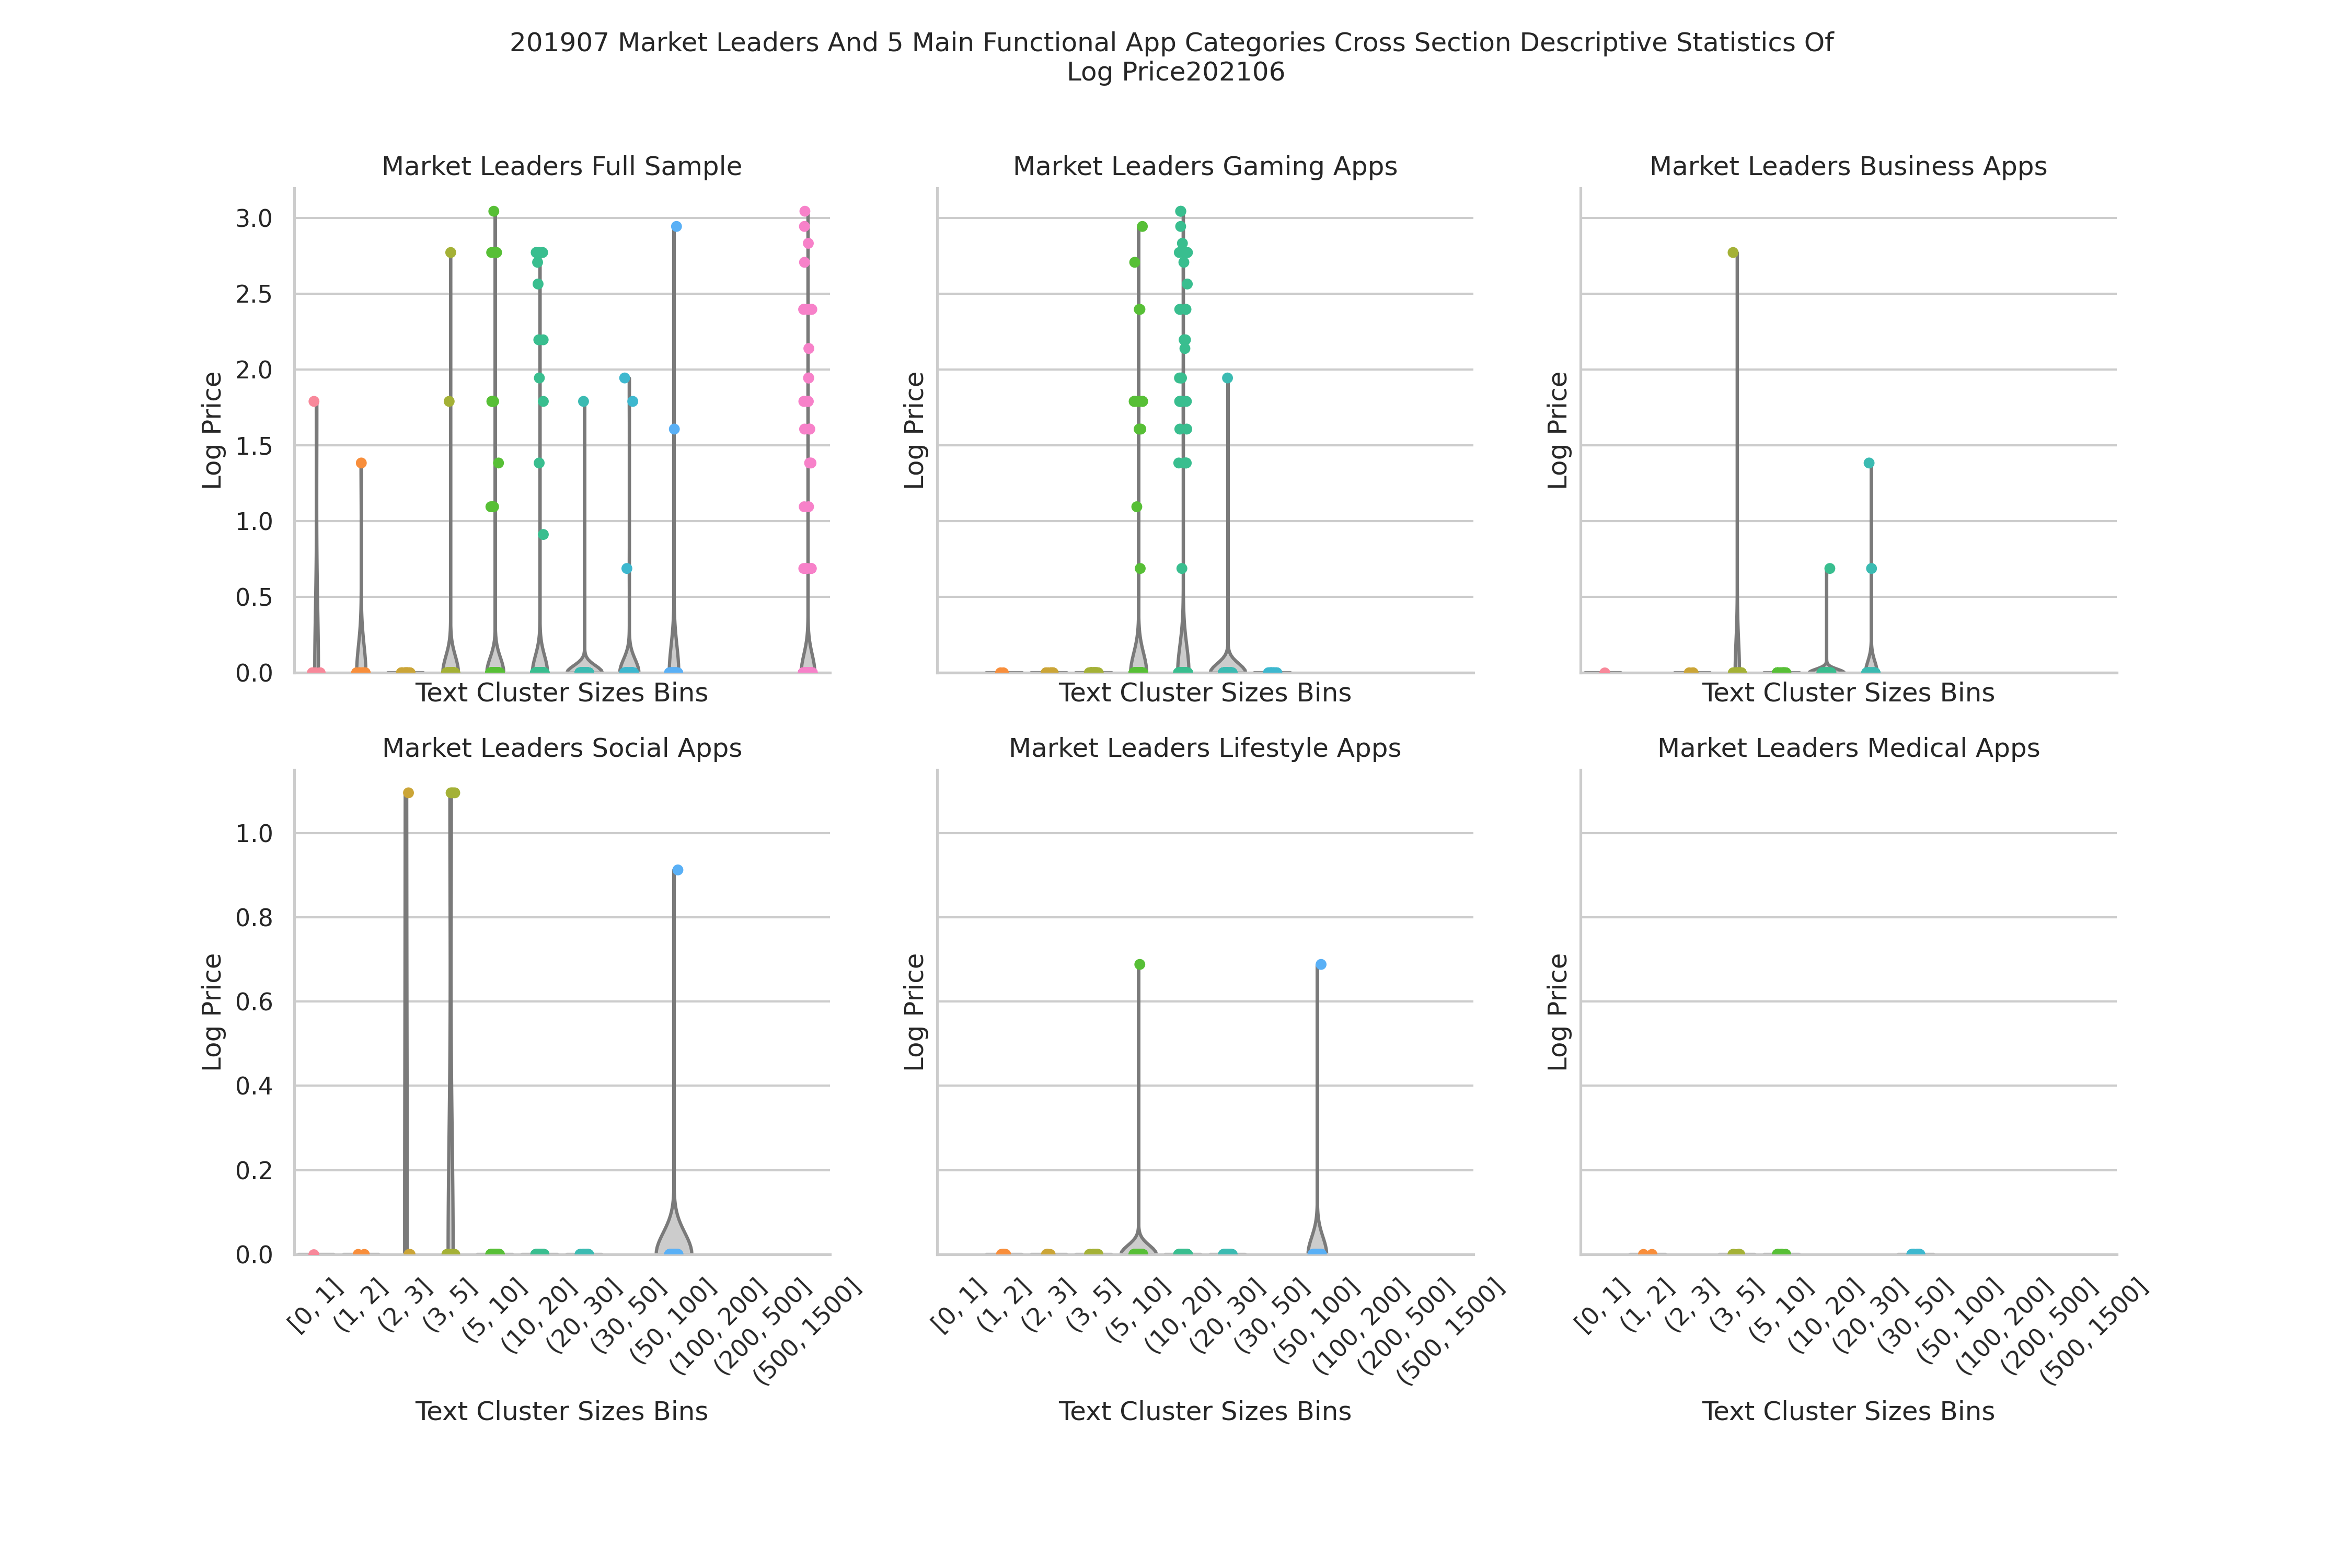 201907 Market Leaders And 5 Main Functional App Categories Cross Section Descriptive Statistics Of
Log Price202106
Market Leaders Full Sample
Log Price
3.0
2.5
2.0
1.5
1.0
0.5
0.0
Text Cluster Sizes Bins
Market Leaders Gaming Apps
Log Price
Text Cluster Sizes Bins
Market Leaders Business Apps
Log Price
Text Cluster Sizes Bins
Market Leaders Social Apps
Log Price
1.0
0.8
0.6
0.4
0.2
0.0
[0, 1]
(1, 2]
(2, 3]
(3, 5]
(5, 10]
(10, 20]
(20, 30]
(30, 50]
(50, 100]
(100, 200]
(200, 500]
(500, 1500]
Text Cluster Sizes Bins
Market Leaders Lifestyle Apps
Log Price
[0, 1]
(1, 2]
(2, 3]
(3, 5]
(5, 10]
(10, 20]
(20, 30]
(30, 50]
(50, 100]
(100, 200]
(200, 500]
(500, 1500]
Text Cluster Sizes Bins
Market Leaders Medical Apps
Log Price
[0, 1]
(1, 2]
(2, 3]
(3, 5]
(5, 10]
(10, 20]
(20, 30]
(30, 50]
(50, 100]
(100, 200]
(200, 500]
(500, 1500]
Text Cluster Sizes Bins